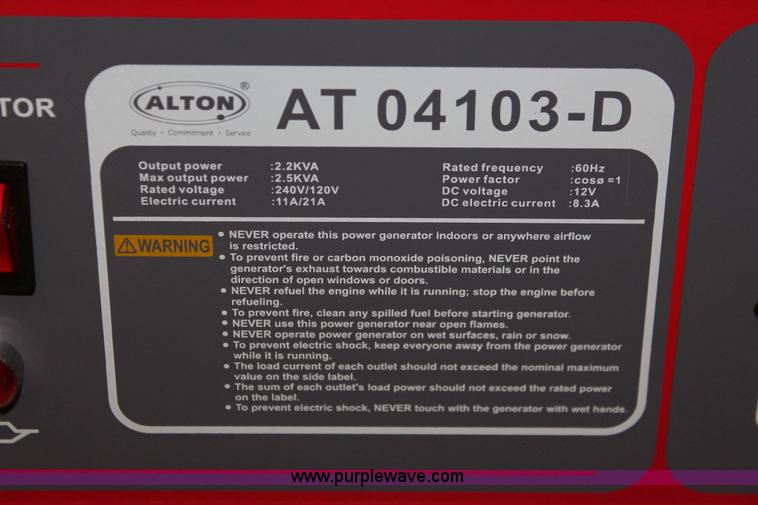 TOR
ALTON®
Quality · Commitment · Service
AT 04103-D
Output power :2.2KVA
Max output power :2.5KVA
Rated voltage :240V/120V
Electric current :11A/21A
Rated frequency :60Hz
Power factor :cosø =1
DC voltage :12V
DC electric current :8.3A
⚠WARNING
• NEVER operate this power generator indoors or anywhere airflow
is restricted.
• To prevent fire or carbon monoxide poisoning, NEVER point the
generator's exhaust towards combustible materials or in the
direction of open windows or doors.
• NEVER refuel the engine while it is running; stop the engine before
refueling.
• To prevent fire, clean any spilled fuel before starting generator.
• NEVER use this power generator near open flames.
• NEVER operate power generator on wet surfaces, rain or snow.
• To prevent electric shock, keep everyone away from the power generator
while it is running.
• The load current of each outlet should not exceed the nominal maximum
value on the side label.
• The sum of each outlet's load power should not exceed the rated power
on the label.
• To prevent electric shock, NEVER touch with the generator with wet hands.
www.purplewave.com